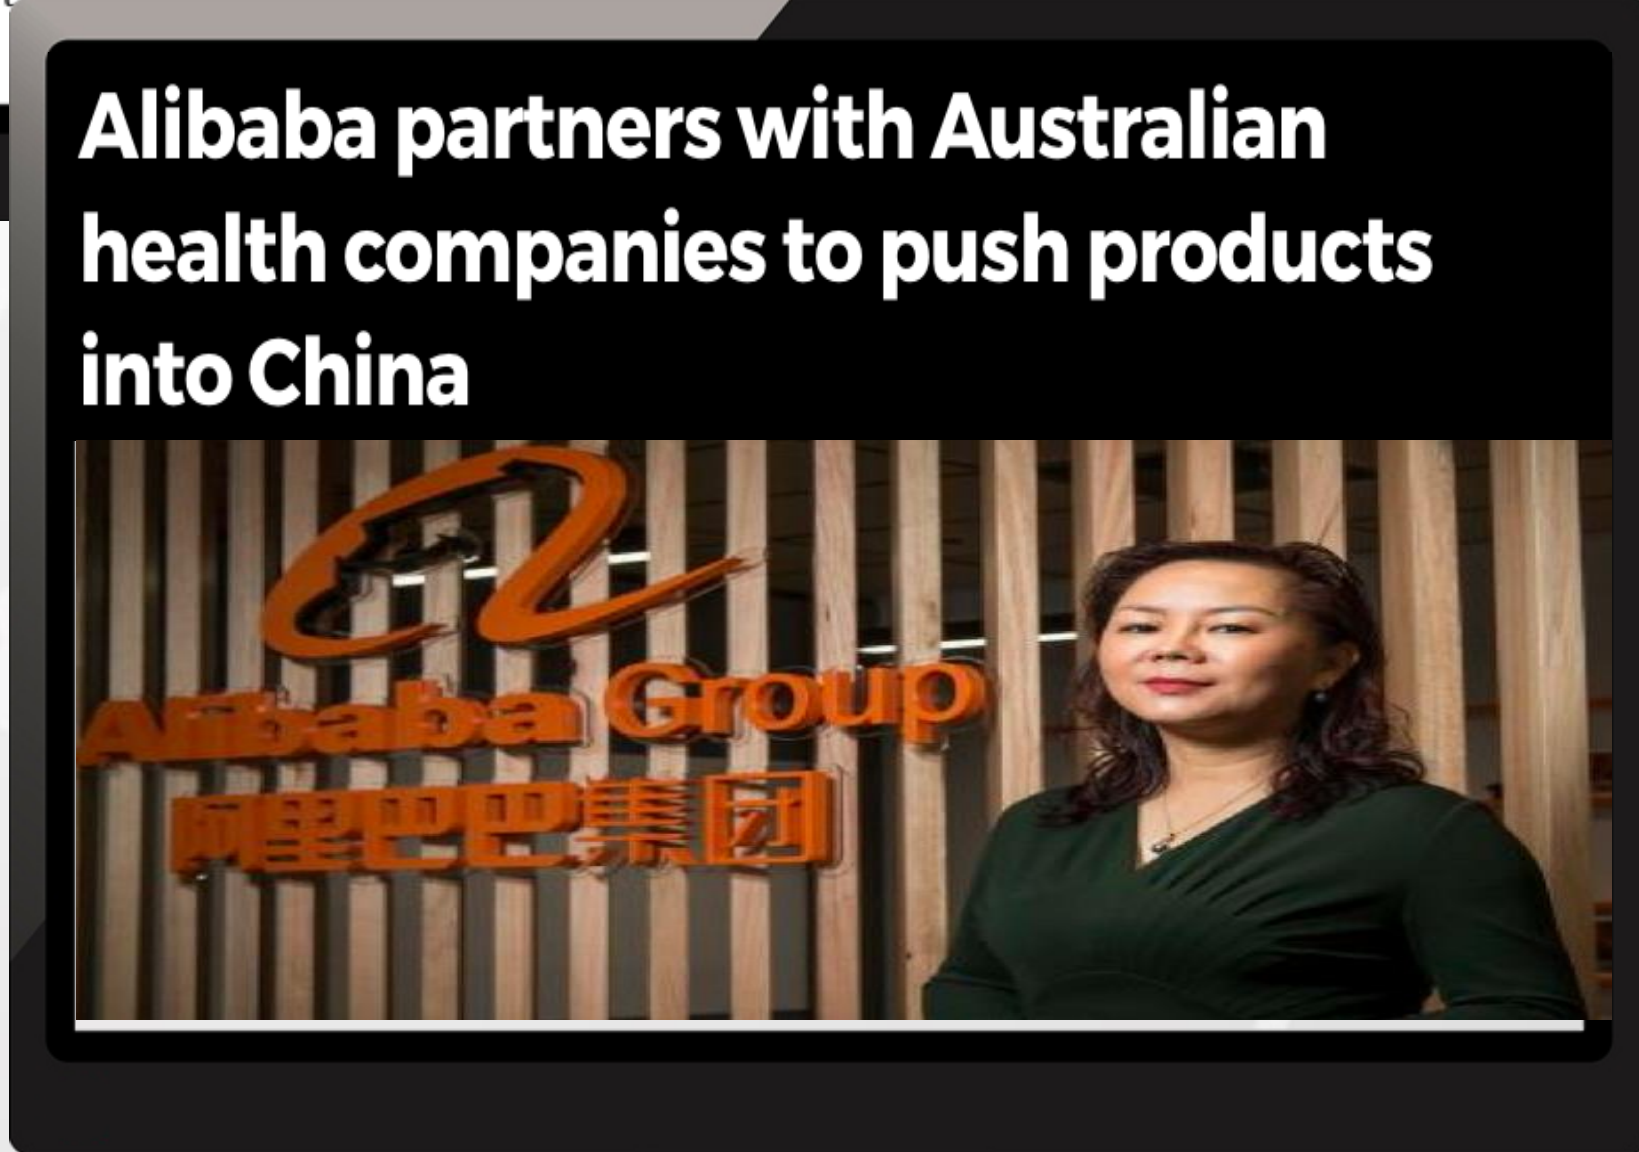 Alibaba partners with Australian
health companies to push products
into China
Alibaba Group
阿里巴巴集团